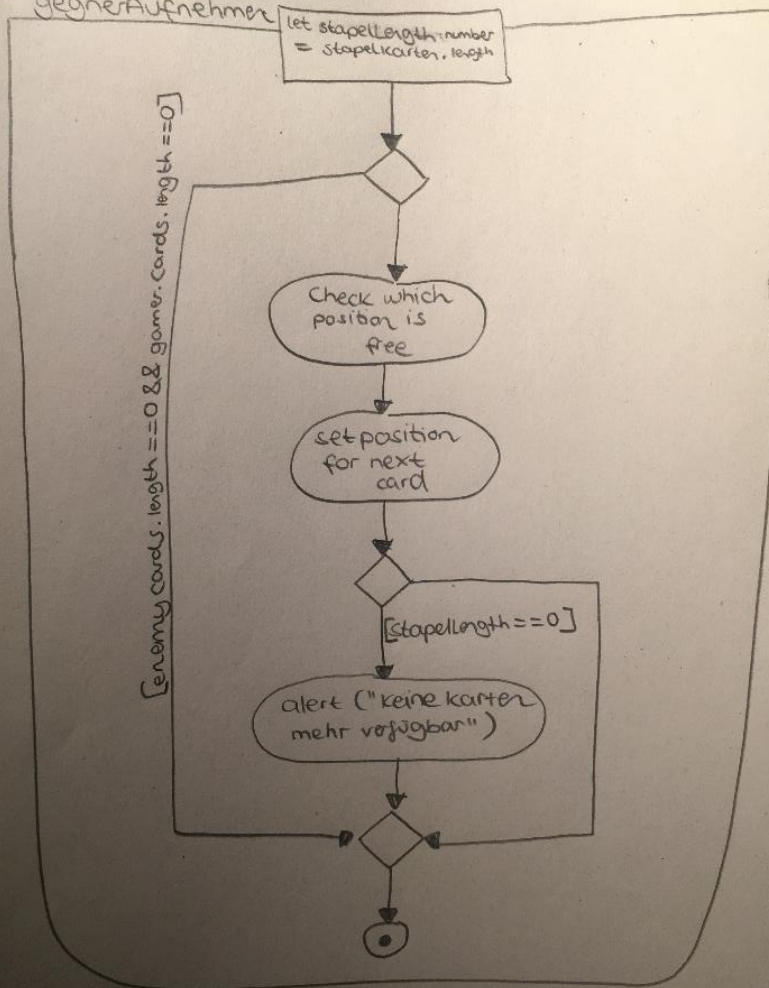 gegnerAufnehmen
let stapelLength:number
= stapelkarten.length
[enemy cards.length==0 && gamer.cards.length==0]
Check which
position is
free
set position
for next
card
[stapelLength==0]
alert ("keine karten
mehr verfügbar")